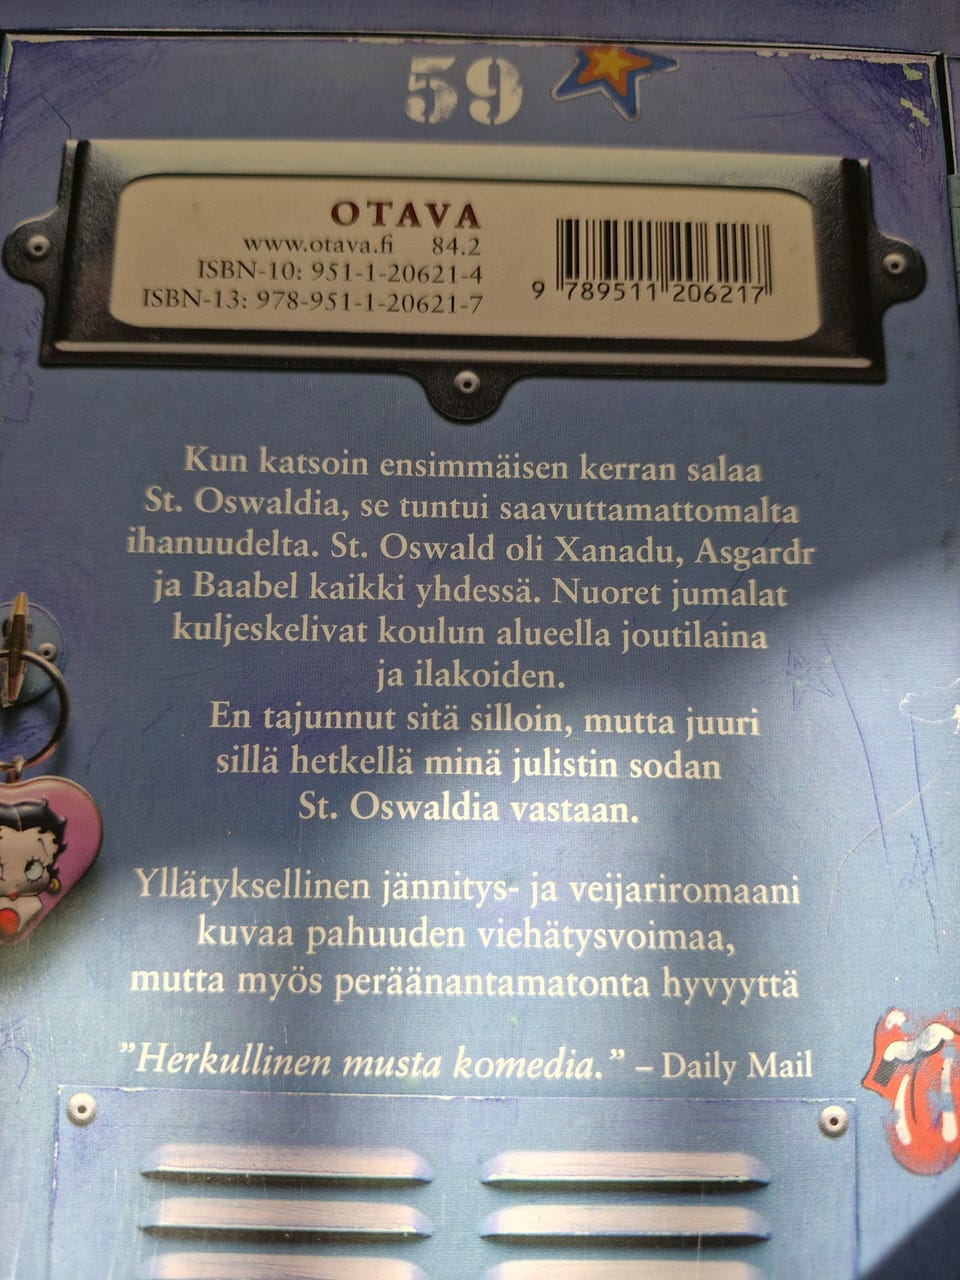 59
OTAVA
www.otava.fi 84.2
ISBN-10: 951-1-20621-4
ISBN-13: 978-951-1-20621-7
9 789511 206217
Kun katsoin ensimmäisen kerran salaa
St. Oswaldia, se tuntui saavuttamattomalta
ihanuudelta. St. Oswald oli Xanadu, Asgardr
ja Baabel kaikki yhdessä. Nuoret jumalat
kuljeskelivat koulun alueella joutilaina
ja ilakoiden.
En tajunnut sitä silloin, mutta juuri
sillä hetkellä minä julistin sodan
St. Oswaldia vastaan.
Yllätyksellinen jännitys- ja veijariromaani
kuvaa pahuuden viehätysvoimaa,
mutta myös peräänantamatonta hyvyyttä
”Herkullinen musta komedia.” – Daily Mail